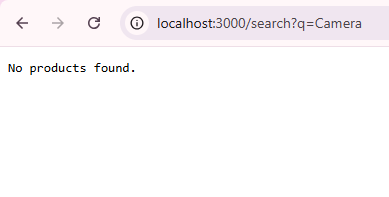 localhost:3000/search?q=Camera
No products found.